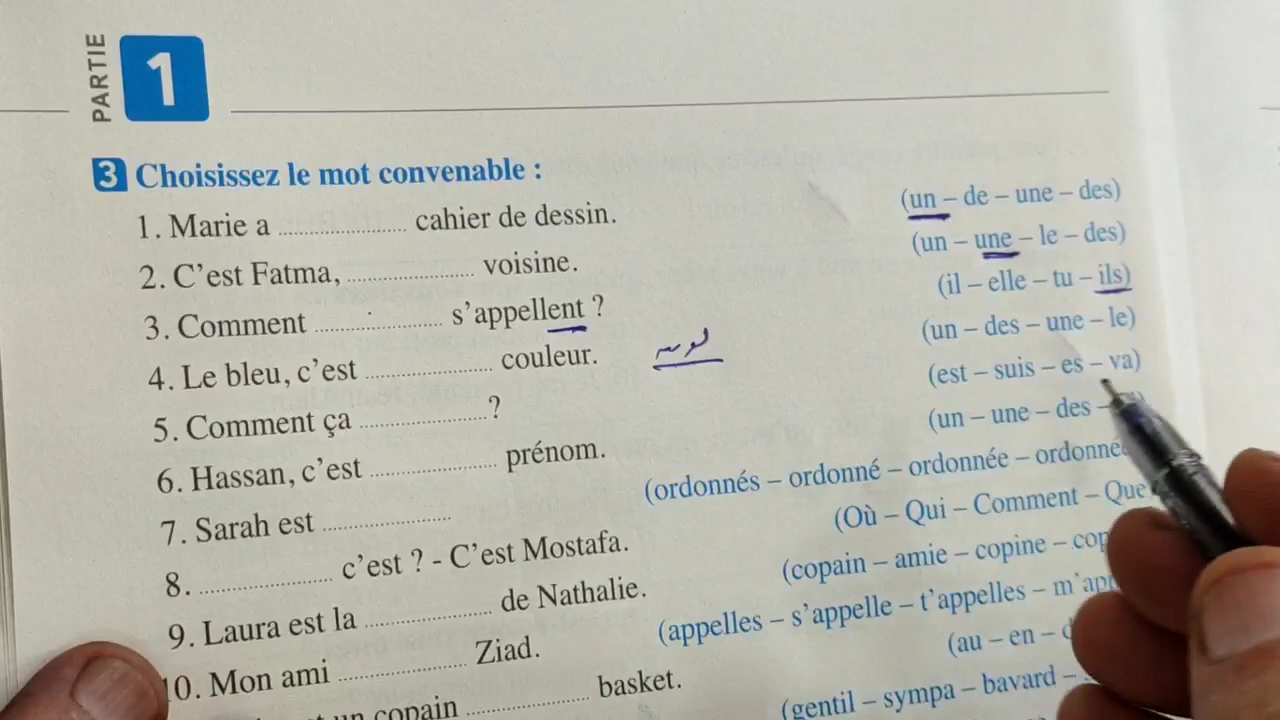 PARTIE
1
3 Choisissez le mot convenable :
1. Marie a ........................ cahier de dessin. (un – de – une – des)
2. C'est Fatma, ........................ voisine. (un – une – le – des)
3. Comment ........................ s'appellent ? (il – elle – tu – ils)
4. Le bleu, c'est ........................ couleur. (un – des – une – le)
5. Comment ça ........................ ? (est – suis – es – va)
6. Hassan, c'est ........................ prénom. (un – une – des –
7. Sarah est ........................ (ordonnés – ordonné – ordonnée –
8. ........................ c'est ? - C'est Mostafa. (Où – Qui – Comment – Que
9. Laura est la ........................ de Nathalie. (copain – amie – copine –
10. Mon ami ........................ Ziad. (appelles – s'appelle – t'appelles –
un copain ........................ basket. (au – en –
(gentil – sympa – bavard –